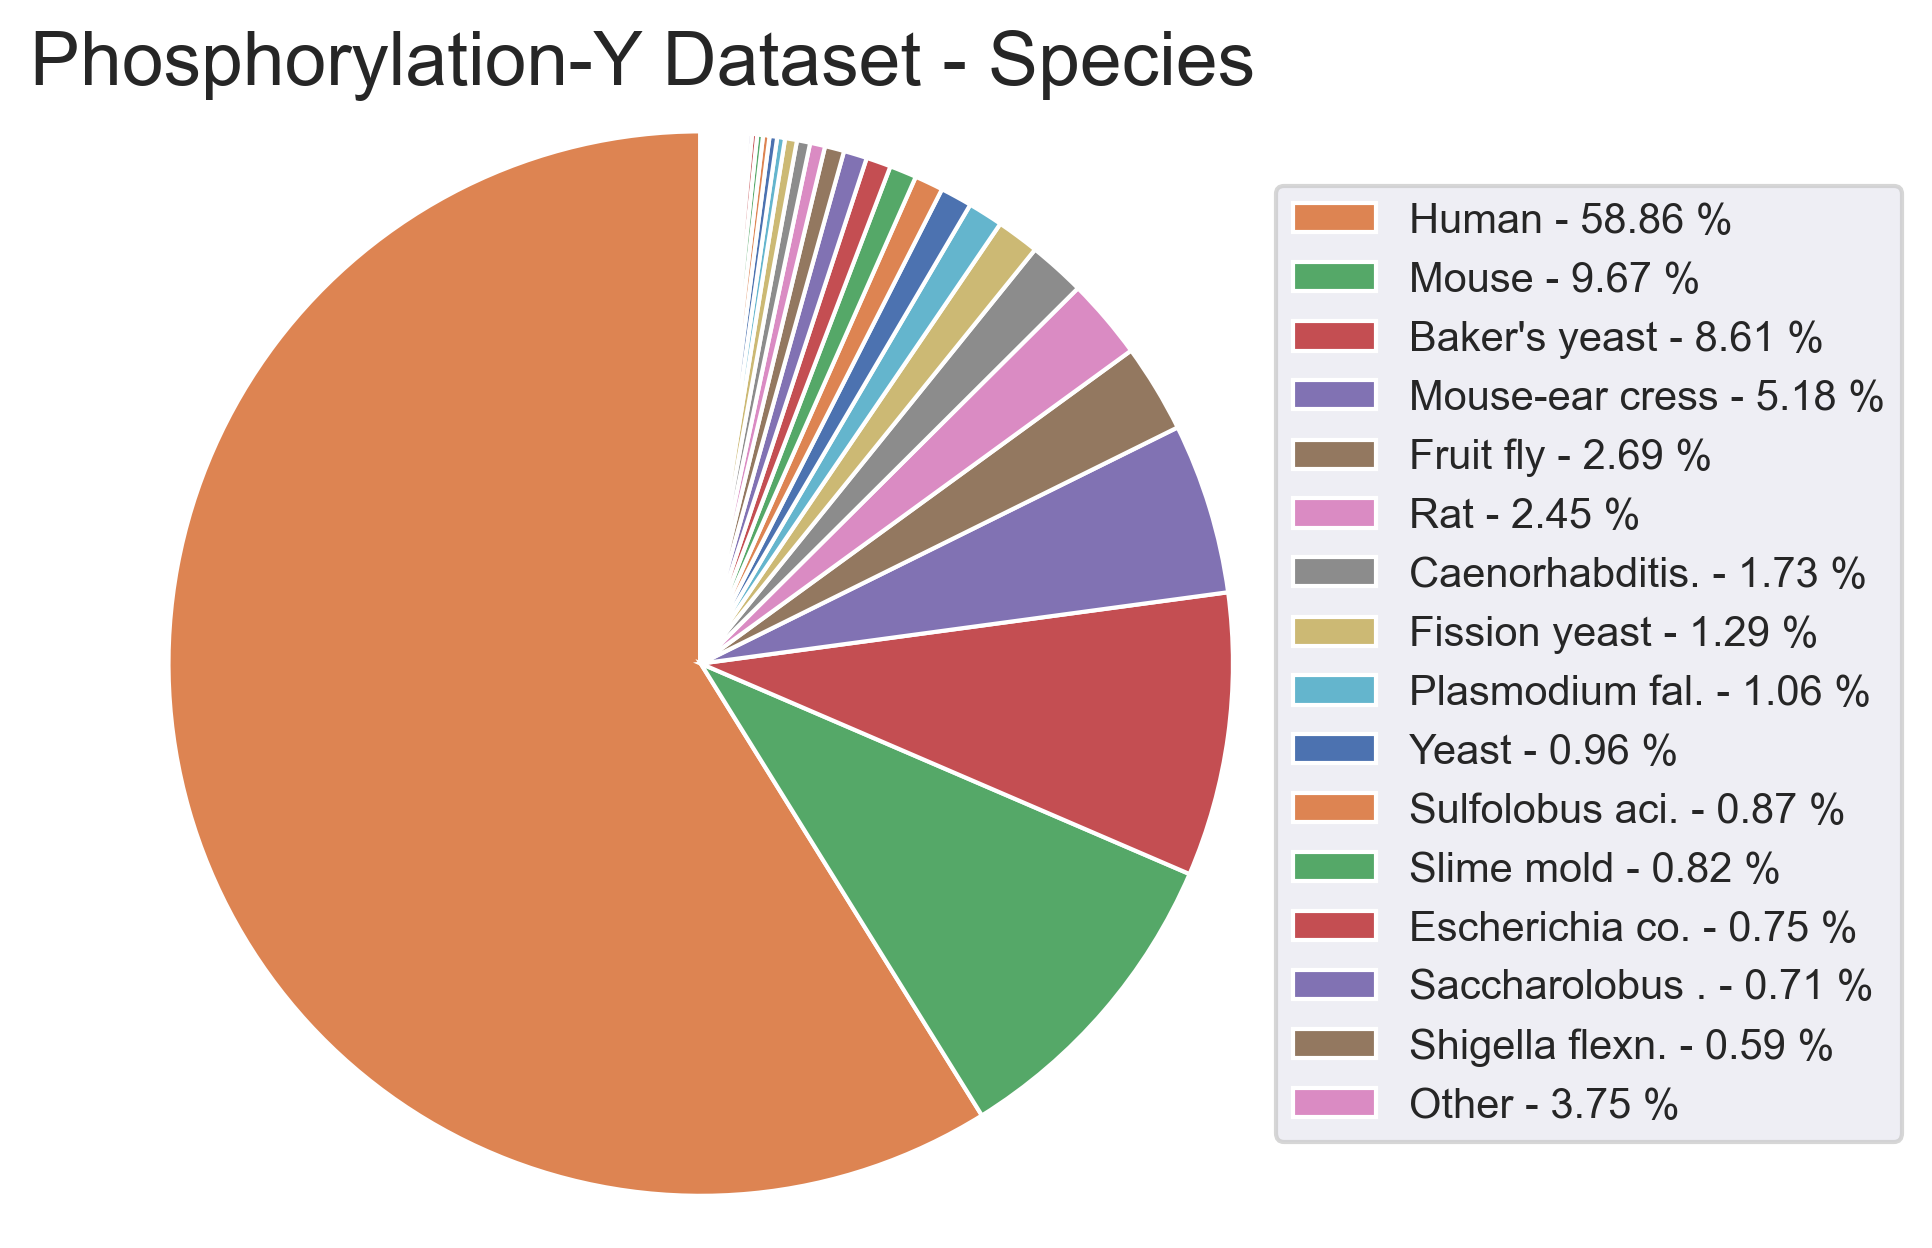 Phosphorylation-Y Dataset - Species
Human - 58.86 %
Mouse - 9.67 %
Baker's yeast - 8.61 %
Mouse-ear cress - 5.18 %
Fruit fly - 2.69 %
Rat - 2.45 %
Caenorhabditis. - 1.73 %
Fission yeast - 1.29 %
Plasmodium fal. - 1.06 %
Yeast - 0.96 %
Sulfolobus aci. - 0.87 %
Slime mold - 0.82 %
Escherichia co. - 0.75 %
Saccharolobus . - 0.71 %
Shigella flexn. - 0.59 %
Other - 3.75 %